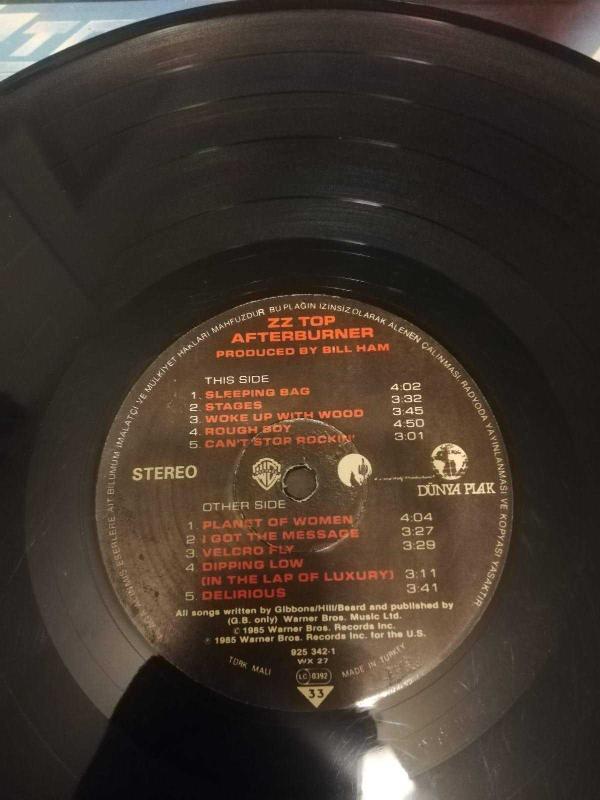 BİLUMUM İMALATÇI VE MÜLKİYET HAKLARI MAHFUZDUR BU PLAĞIN İZİNSİZ OLARAK ALENEN ÇALINMASI RADYODA YAYINLANMASI VE KOPYASI YASAKTIR.
ESERLERE AİT
ZZ TOP
AFTERBURNER
PRODUCED BY BILL HAM
THIS SIDE
1. SLEEPING BAG 4:02
2. STAGES 3:32
3. WOKE UP WITH WOOD 3:45
4. ROUGH BOY 4:50
5. CAN'T STOP ROCKIN' 3:01
STEREO
DÜNYA PLAK
OTHER SIDE
1. PLANET OF WOMEN 4:04
2. I GOT THE MESSAGE 3:27
3. VELCRO FLY 3:29
4. DIPPING LOW
(IN THE LAP OF LUXURY) 3:11
5. DELIRIOUS 3:41
All songs written by Gibbons/Hill/Beard and published by
(G.B. only) Warner Bros. Music Ltd.
© 1985 Warner Bros. Records Inc.
℗ 1985 Warner Bros. Records Inc. for the U.S.
925 342-1
WX 27
TÜRK MALI
MADE IN TURKEY
LC 0392
33